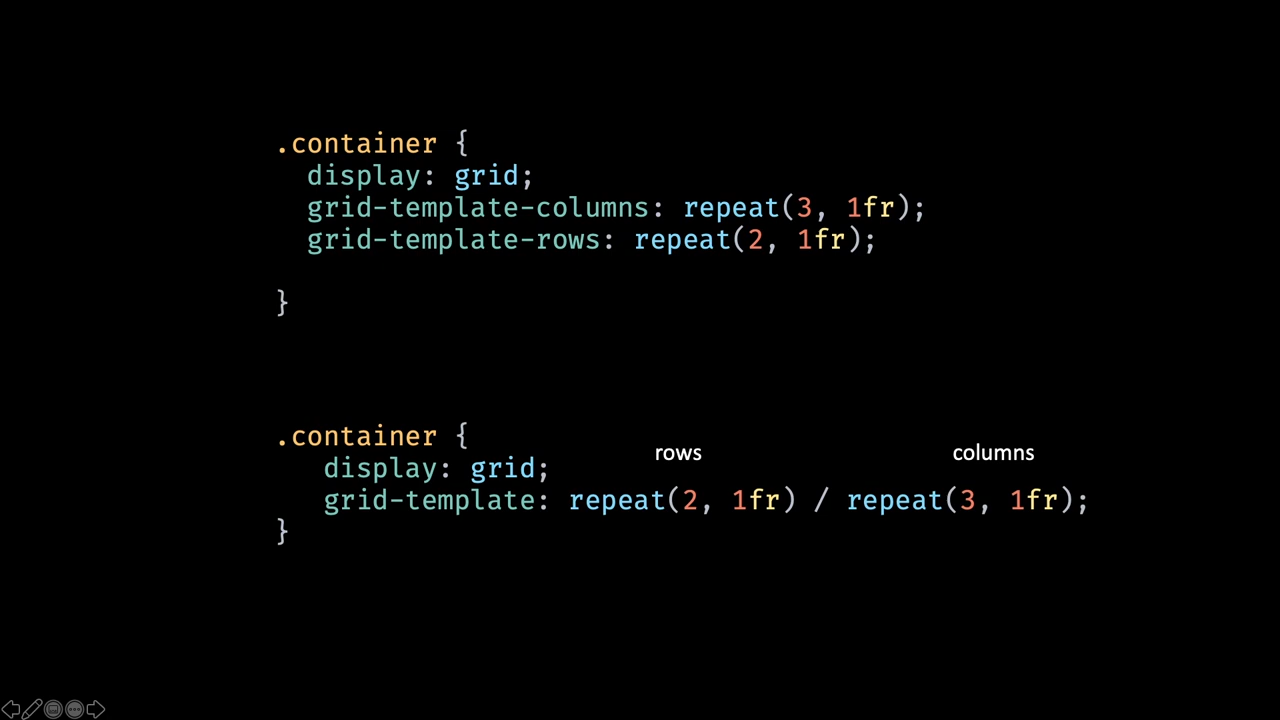 .container {
display: grid;
grid-template-columns: repeat(3, 1fr);
grid-template-rows: repeat(2, 1fr);
}
.container {
rows columns
display: grid;
grid-template: repeat(2, 1fr) / repeat(3, 1fr);
}